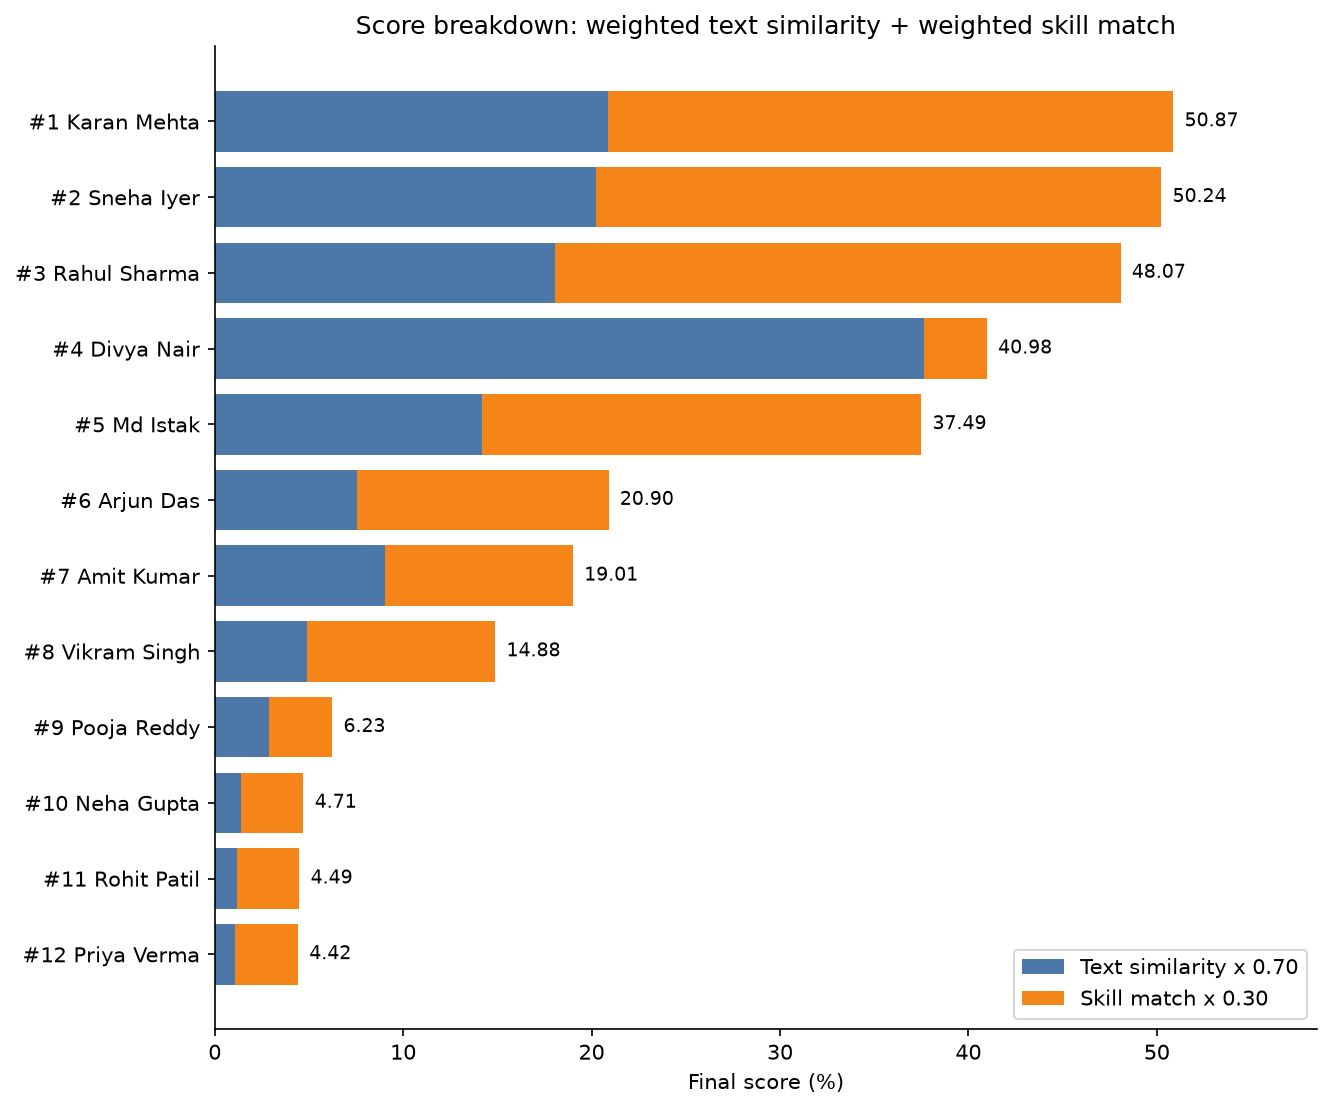 Score breakdown: weighted text similarity + weighted skill match
#1 Karan Mehta 50.87
#2 Sneha Iyer 50.24
#3 Rahul Sharma 48.07
#4 Divya Nair 40.98
#5 Md Istak 37.49
#6 Arjun Das 20.90
#7 Amit Kumar 19.01
#8 Vikram Singh 14.88
#9 Pooja Reddy 6.23
#10 Neha Gupta 4.71
#11 Rohit Patil 4.49
#12 Priya Verma 4.42
Text similarity x 0.70
Skill match x 0.30
0 10 20 30 40 50
Final score (%)